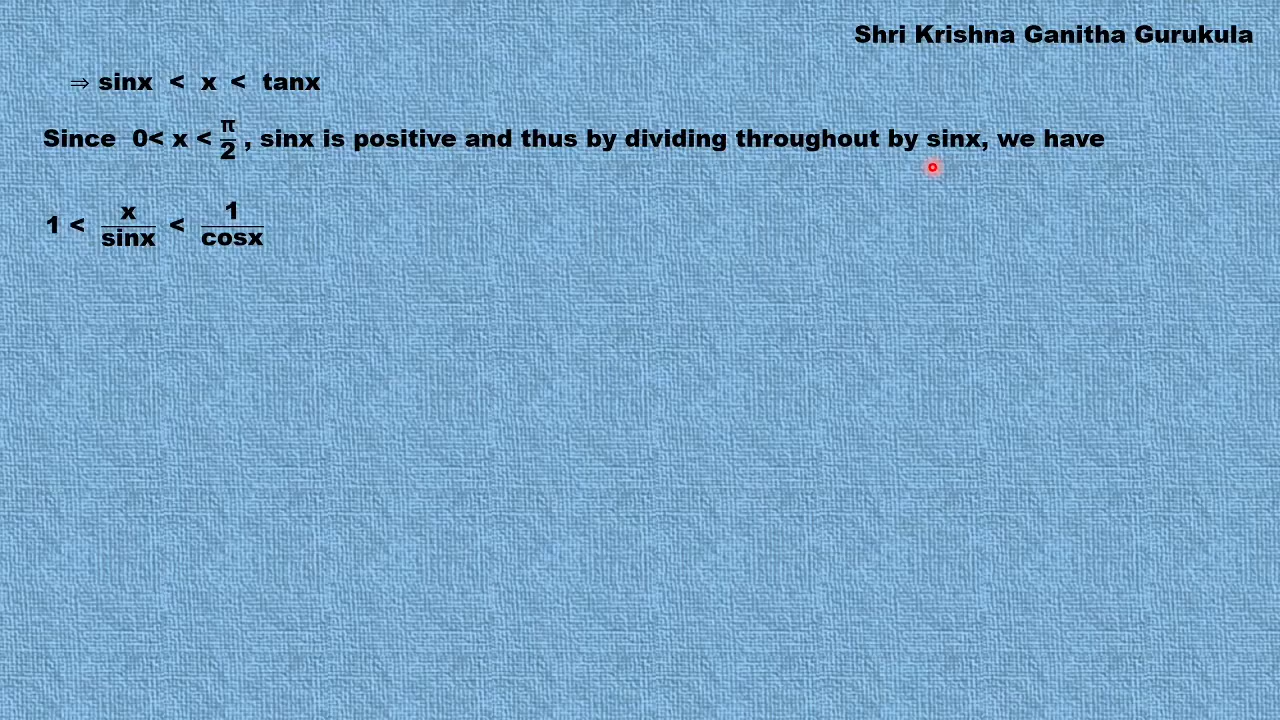 Shri Krishna Ganitha Gurukula
⇒ sinx < x < tanx
Since 0< x < π/2 , sinx is positive and thus by dividing throughout by sinx, we have
1 < x/sinx < 1/cosx